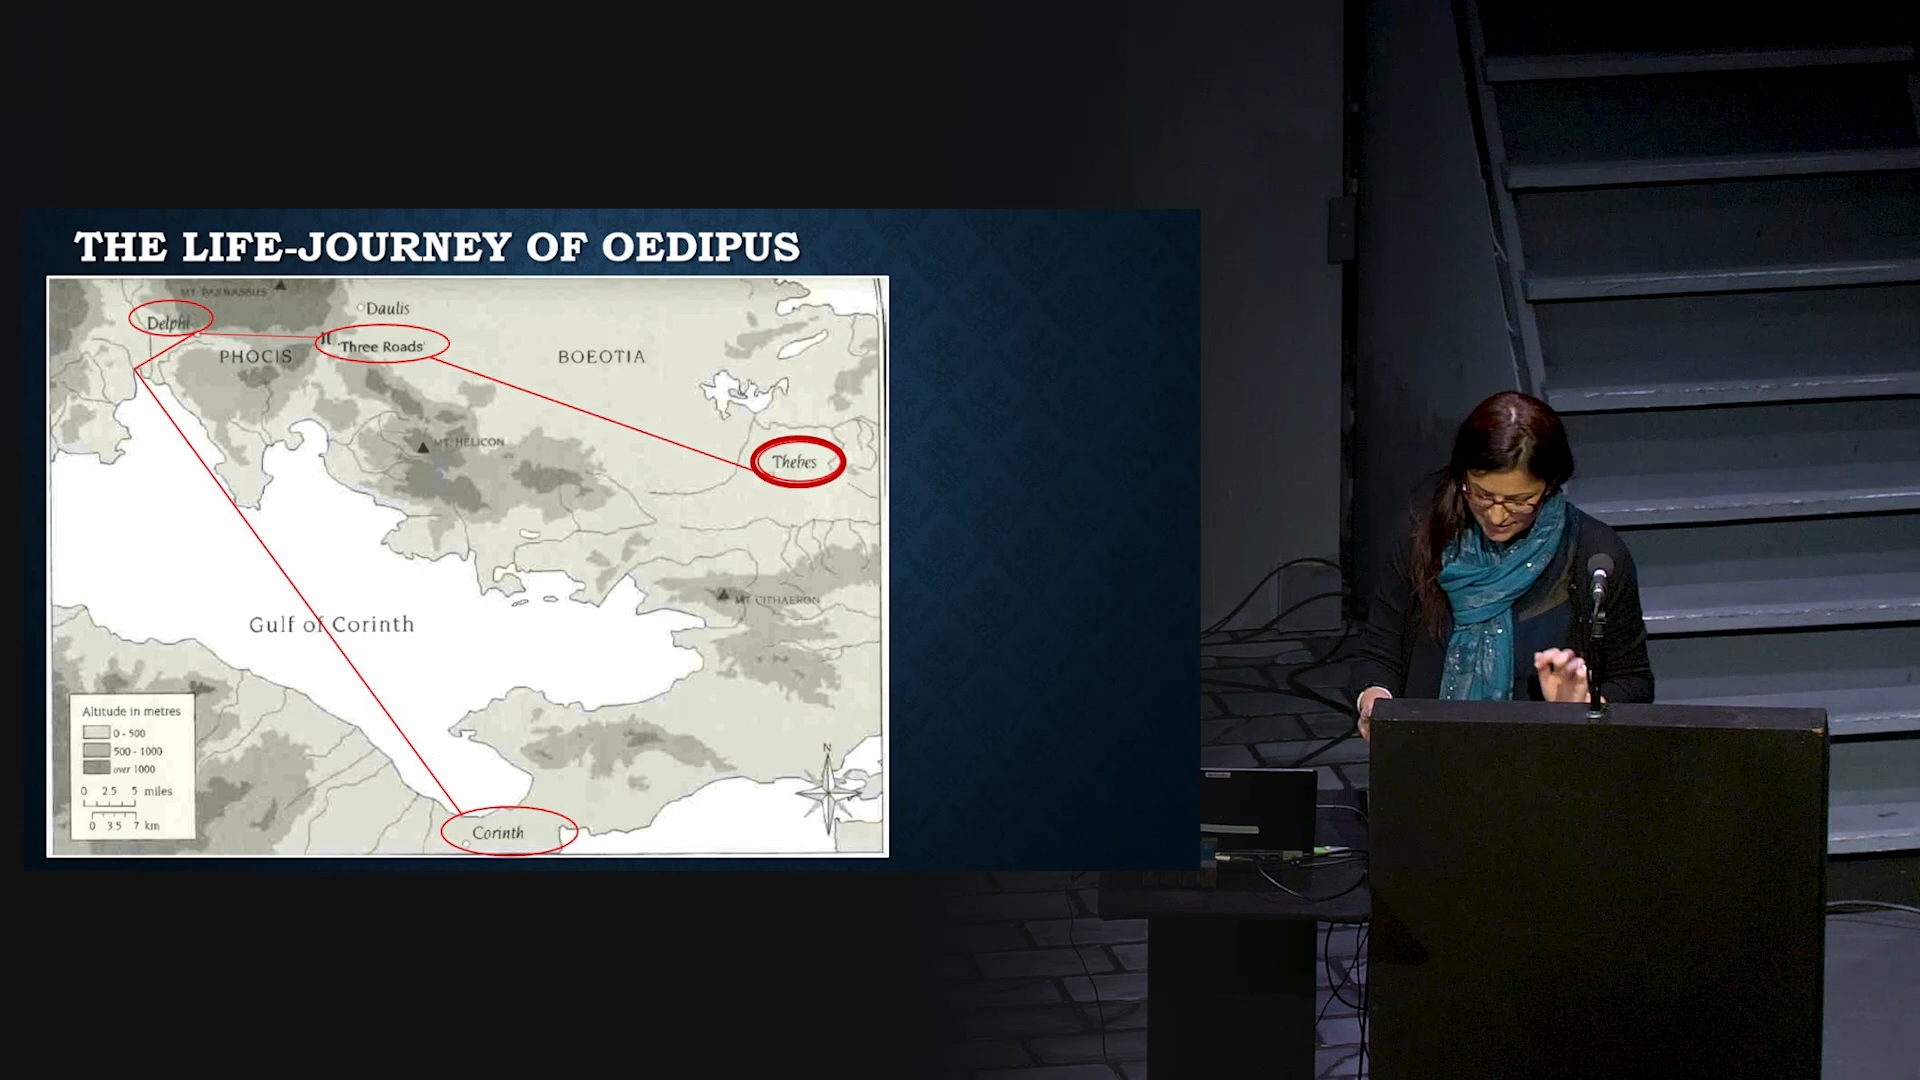 THE LIFE-JOURNEY OF OEDIPUS
MT PARNASSUS
Delphi
Daulis
'Three Roads'
PHOCIS
BOEOTIA
MT. HELICON
Thebes
MT CITHAERON
Gulf of Corinth
Altitude in metres
0 - 500
500 - 1000
over 1000
0 2.5 5 miles
0 3.5 7 km
N
Corinth